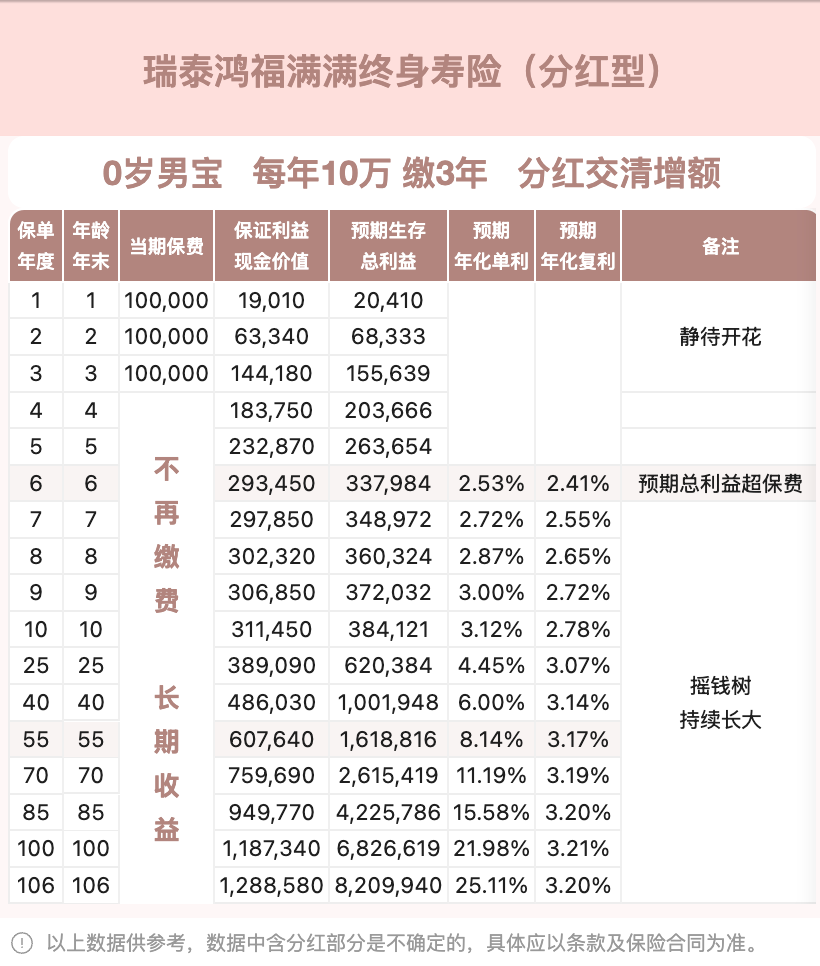 瑞泰鸿福满满终身寿险（分红型）
0岁男宝 每年10万 缴3年 分红交清增额
保单年度 年龄年末 当期保费 保证利益现金价值 预期生存总利益 预期年化单利 预期年化复利 备注
1 1 100,000 19,010 20,410
2 2 100,000 63,340 68,333 静待开花
3 3 100,000 144,180 155,639
4 4 183,750 203,666
5 5 232,870 263,654
6 6 293,450 337,984 2.53% 2.41% 预期总利益超保费
7 7 297,850 348,972 2.72% 2.55%
8 8 302,320 360,324 2.87% 2.65%
9 9 306,850 372,032 3.00% 2.72%
10 10 311,450 384,121 3.12% 2.78%
25 25 389,090 620,384 4.45% 3.07%
40 40 486,030 1,001,948 6.00% 3.14%
55 55 607,640 1,618,816 8.14% 3.17%
70 70 759,690 2,615,419 11.19% 3.19%
85 85 949,770 4,225,786 15.58% 3.20%
100 100 1,187,340 6,826,619 21.98% 3.21%
106 106 1,288,580 8,209,940 25.11% 3.20%
不再缴费 长期收益
摇钱树
持续长大
以上数据供参考，数据中含分红部分是不确定的，具体应以条款及保险合同为准。